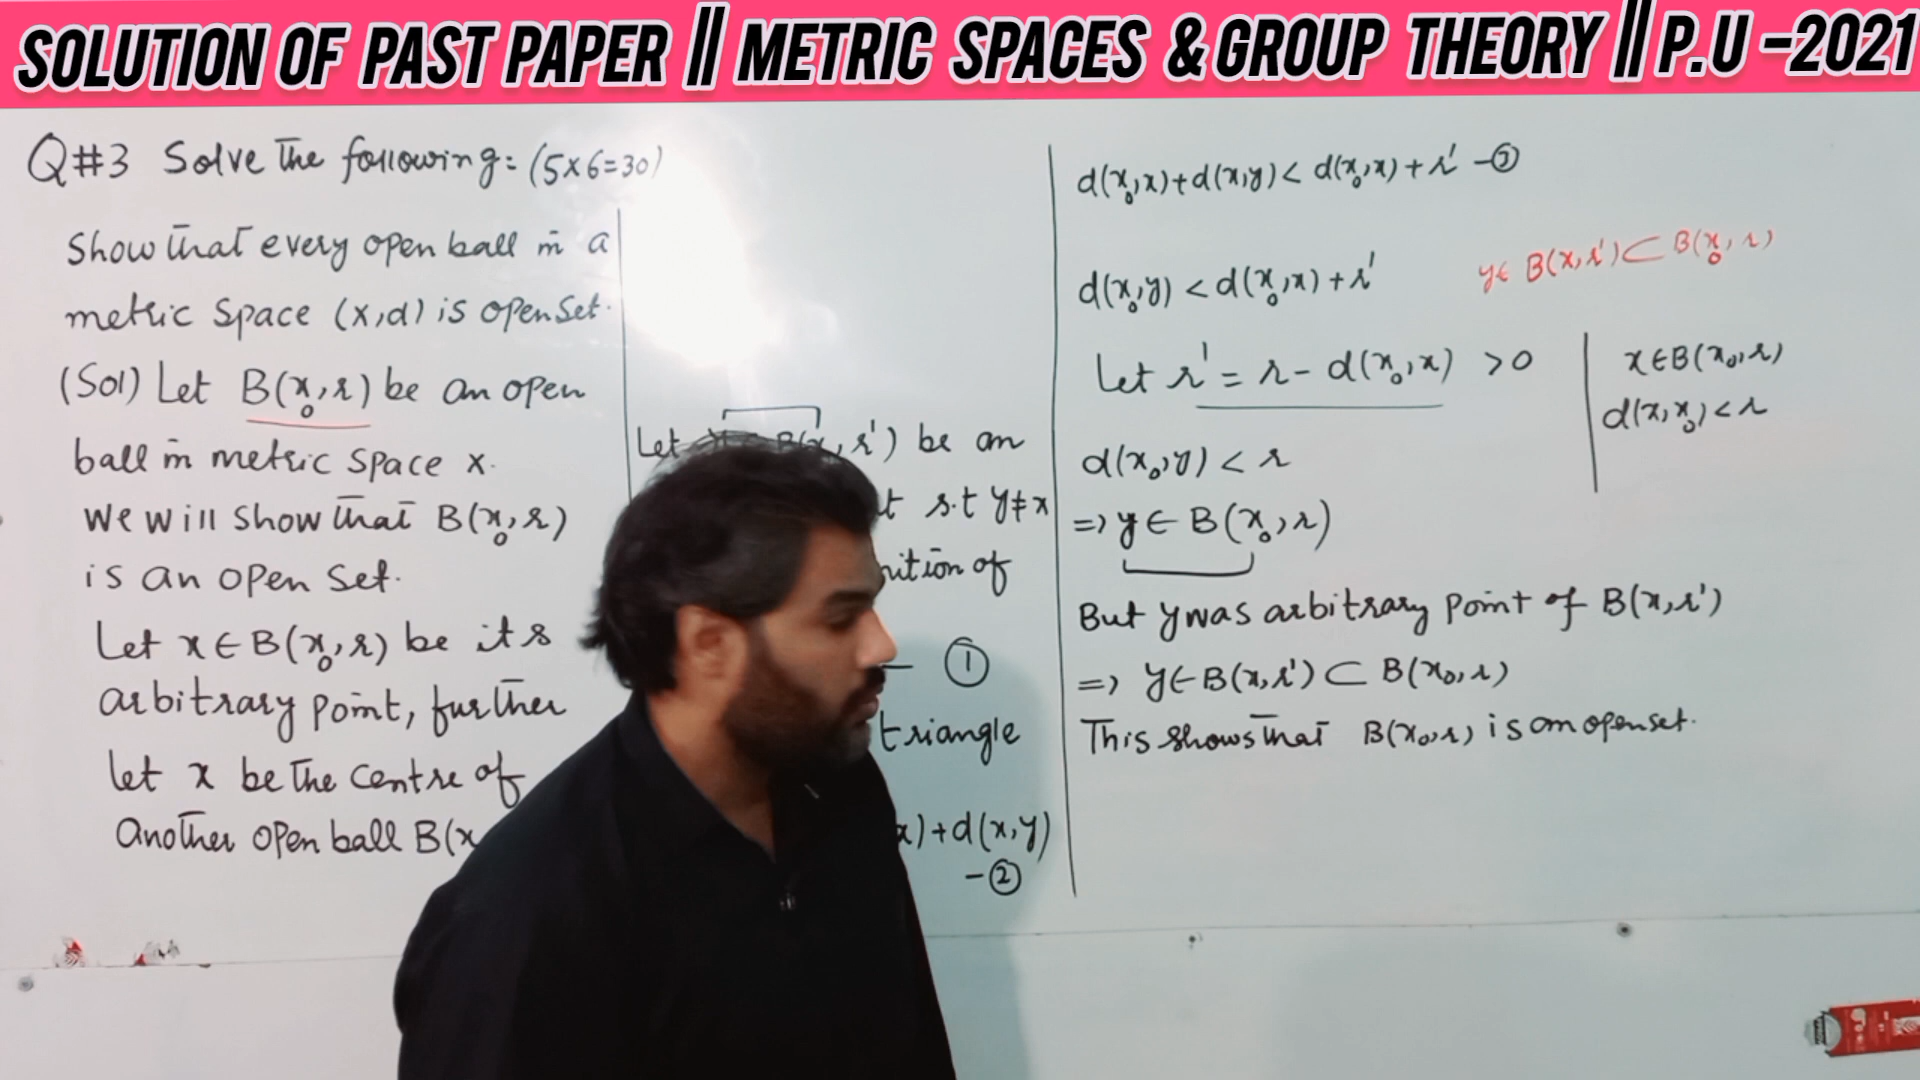 SOLUTION OF PAST PAPER || METRIC SPACES & GROUP THEORY || P.U -2021
Q#3 Solve the following: (5x6=30)
Show that every open ball in a
metric space (x,d) is open set.
(Sol) Let B(x₀,r) be an open
ball in metric space x.
We will show that B(x₀,r)
is an open set.
Let x∈B(x₀,r) be its
arbitrary point, further
let x be the centre of
Another open ball B(x
Let , r') be an
s.t y≠x
of
— ①
triangle
x)+d(x,y)
-②
d(x₀,x)+d(x,y)< d(x₀,x)+r' -③
y∈ B(x,r')⊂B(x₀,r)
d(x₀,y) <d(x₀,x)+r'
Let r' = r- d(x₀,x) >0
x∈B(x₀,r)
d(x,x₀)<r
d(x₀,y) < r
=> y∈ B(x₀,r)
But y was arbitrary point of B(x,r')
=> y∈B(x,r')⊂ B(x₀,r)
This shows that B(x₀,r) is an open set.